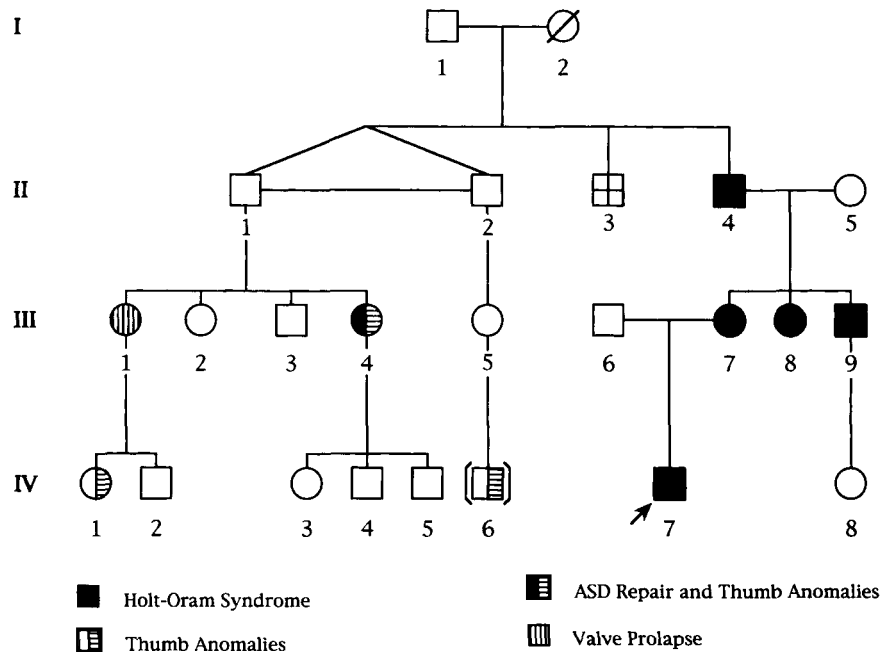 I
1 2
II
1 2 3 4 5
III
1 2 3 4 5 6 7 8 9
IV
1 2 3 4 5 6 7 8
Holt-Oram Syndrome
ASD Repair and Thumb Anomalies
Thumb Anomalies
Valve Prolapse